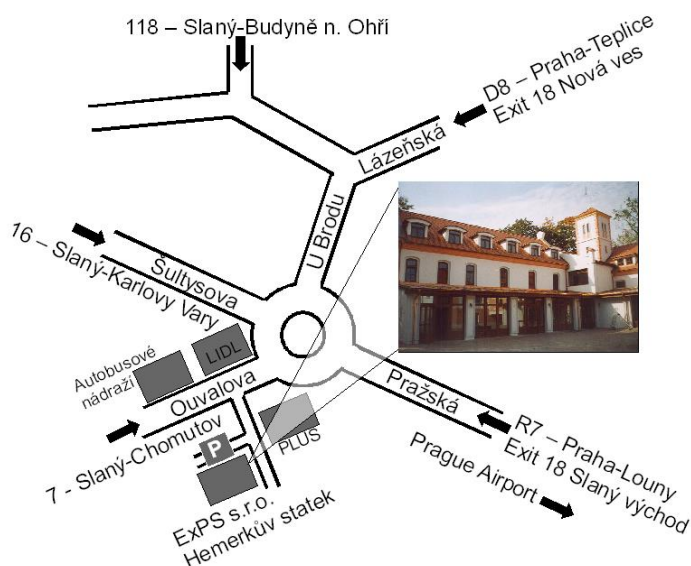 118 – Slaný-Budyně n. Ohří
D8 – Praha-Teplice
Exit 18 Nová ves
Lázeňská
U Brodu
16 – Slaný-Karlovy Vary
Šultysova
LIDL
Autobusové
nádraží
Ouvalova
7 - Slaný-Chomutov
P
PLUS
Pražská
R7 – Praha-Louny
Exit 18 Slaný východ
Prague Airport
ExPS s.r.o.
Hemerkův statek